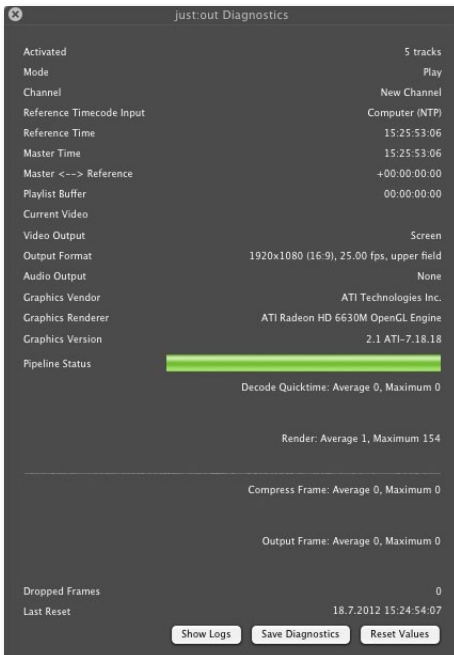 just:out Diagnostics
Activated 5 tracks
Mode Play
Channel New Channel
Reference Timecode Input Computer (NTP)
Reference Time 15:25:53:06
Master Time 15:25:53:06
Master <--> Reference +00:00:00:00
Playlist Buffer 00:00:00:00
Current Video
Video Output Screen
Output Format 1920x1080 (16:9), 25.00 fps, upper field
Audio Output None
Graphics Vendor ATI Technologies Inc.
Graphics Renderer ATI Radeon HD 6630M OpenGL Engine
Graphics Version 2.1 ATI-7.18.18
Pipeline Status
Decode Quicktime: Average 0, Maximum 0
Render: Average 1, Maximum 154
Compress Frame: Average 0, Maximum 0
Output Frame: Average 0, Maximum 0
Dropped Frames 0
Last Reset 18.7.2012 15:24:54:07
Show Logs Save Diagnostics Reset Values